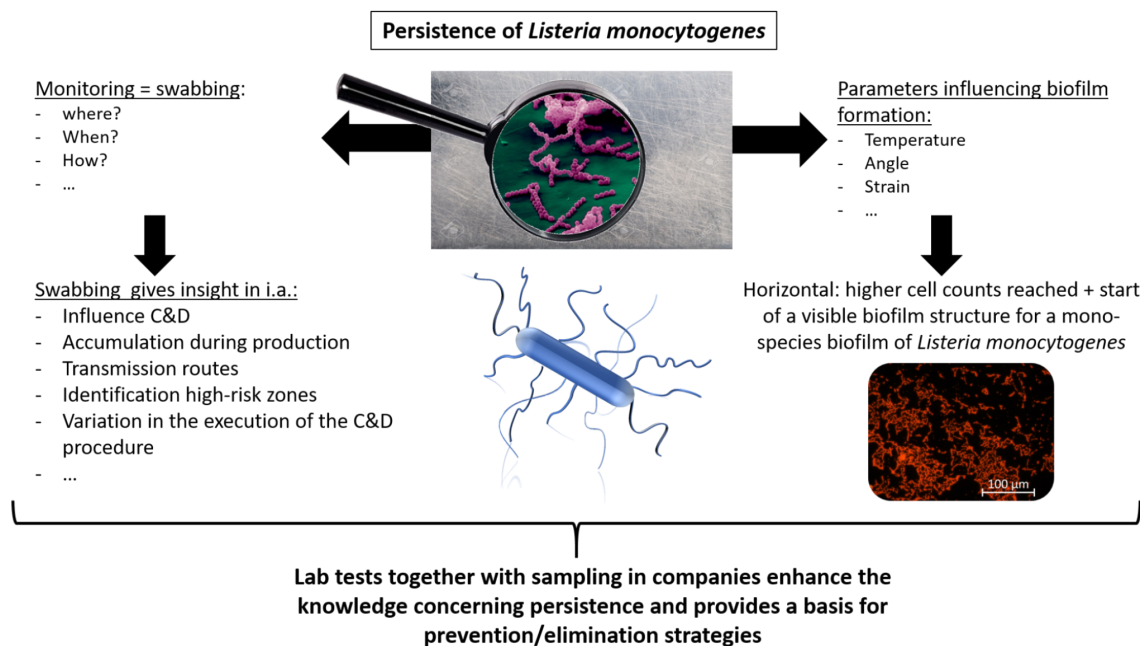 Persistence of Listeria monocytogenes
Monitoring = swabbing:
- where?
- When?
- How?
- ...
Swabbing gives insight in i.a.:
- Influence C&D
- Accumulation during production
- Transmission routes
- Identification high-risk zones
- Variation in the execution of the C&D
procedure
- ...
Parameters influencing biofilm
formation:
- Temperature
- Angle
- Strain
- ...
Horizontal: higher cell counts reached + start
of a visible biofilm structure for a mono-
species biofilm of Listeria monocytogenes
100 µm
Lab tests together with sampling in companies enhance the
knowledge concerning persistence and provides a basis for
prevention/elimination strategies